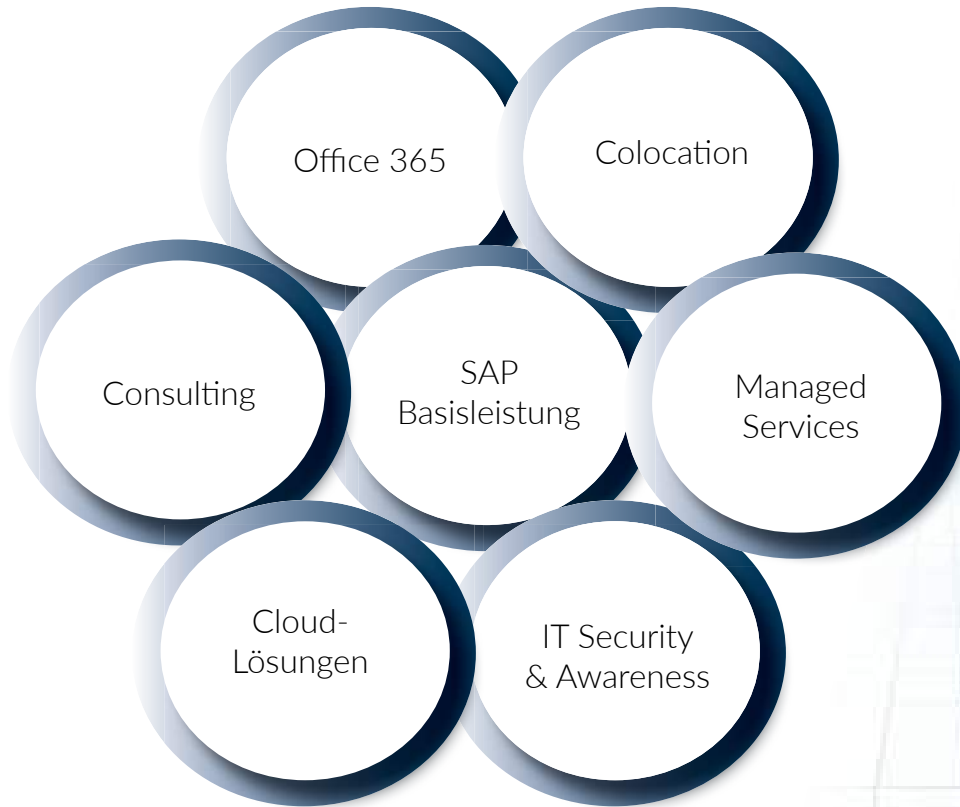 Office 365
Colocation
Consulting
SAP
Basisleistung
Managed
Services
Cloud-
Lösungen
IT Security
& Awareness